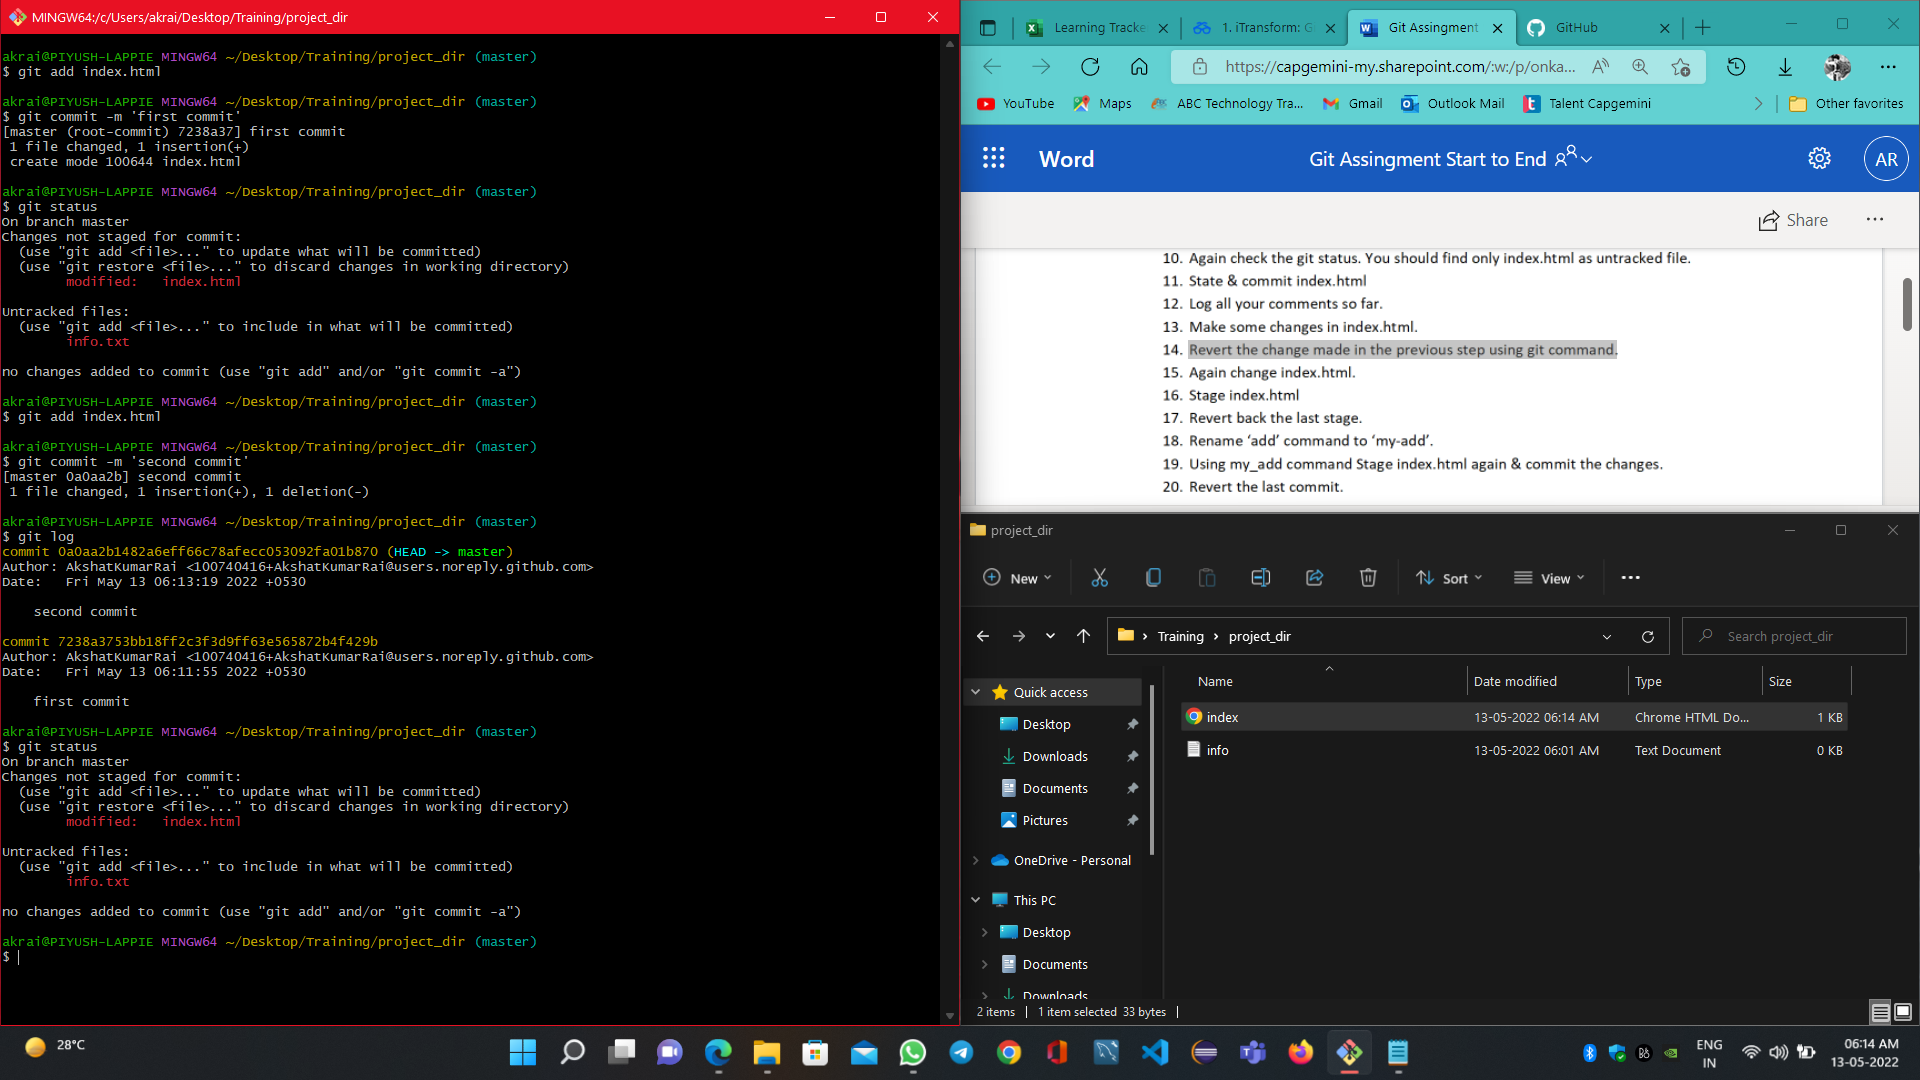 MINGW64:/c/Users/akrai/Desktop/Training/project_dir
akrai@PIYUSH-LAPPIE MINGW64 ~/Desktop/Training/project_dir (master)
$ git add index.html
akrai@PIYUSH-LAPPIE MINGW64 ~/Desktop/Training/project_dir (master)
$ git commit -m 'first commit'
[master (root-commit) 7238a37] first commit
1 file changed, 1 insertion(+)
create mode 100644 index.html
akrai@PIYUSH-LAPPIE MINGW64 ~/Desktop/Training/project_dir (master)
$ git status
On branch master
Changes not staged for commit:
(use "git add <file>..." to update what will be committed)
(use "git restore <file>..." to discard changes in working directory)
modified:   index.html
Untracked files:
(use "git add <file>..." to include in what will be committed)
info.txt
no changes added to commit (use "git add" and/or "git commit -a")
akrai@PIYUSH-LAPPIE MINGW64 ~/Desktop/Training/project_dir (master)
$ git add index.html
akrai@PIYUSH-LAPPIE MINGW64 ~/Desktop/Training/project_dir (master)
$ git commit -m 'second commit'
[master 0a0aa2b] second commit
1 file changed, 1 insertion(+), 1 deletion(-)
akrai@PIYUSH-LAPPIE MINGW64 ~/Desktop/Training/project_dir (master)
$ git log
commit 0a0aa2b1482a6eff66c78afecc053092fa01b870 (HEAD -> master)
Author: AkshatKumarRai <100740416+AkshatKumarRai@users.noreply.github.com>
Date:   Fri May 13 06:13:19 2022 +0530
second commit
commit 7238a3753bb18ff2c3f3d9ff63e565872b4f429b
Author: AkshatKumarRai <100740416+AkshatKumarRai@users.noreply.github.com>
Date:   Fri May 13 06:11:55 2022 +0530
first commit
akrai@PIYUSH-LAPPIE MINGW64 ~/Desktop/Training/project_dir (master)
$ git status
On branch master
Changes not staged for commit:
(use "git add <file>..." to update what will be committed)
(use "git restore <file>..." to discard changes in working directory)
modified:   index.html
Untracked files:
(use "git add <file>..." to include in what will be committed)
info.txt
no changes added to commit (use "git add" and/or "git commit -a")
akrai@PIYUSH-LAPPIE MINGW64 ~/Desktop/Training/project_dir (master)
$
Learning Tracke
1. iTransform: G
Git Assingment
GitHub
https://capgemini-my.sharepoint.com/:w:/p/onka...
YouTube Maps ABC Technology Tra... Gmail Outlook Mail Talent Capgemini Other favorites
Word
Git Assingment Start to End
AR
Share
10. Again check the git status. You should find only index.html as untracked file.
11. State & commit index.html
12. Log all your comments so far.
13. Make some changes in index.html.
14. Revert the change made in the previous step using git command.
15. Again change index.html.
16. Stage index.html
17. Revert back the last stage.
18. Rename ‘add’ command to ‘my-add’.
19. Using my_add command Stage index.html again & commit the changes.
20. Revert the last commit.
project_dir
New Sort View
Training project_dir
Search project_dir
Name Date modified Type Size
index 13-05-2022 06:14 AM Chrome HTML Do... 1 KB
info 13-05-2022 06:01 AM Text Document 0 KB
Quick access
Desktop
Downloads
Documents
Pictures
OneDrive - Personal
This PC
Desktop
Documents
Downloads
2 items 1 item selected 33 bytes
28°C
ENG
IN
06:14 AM
13-05-2022